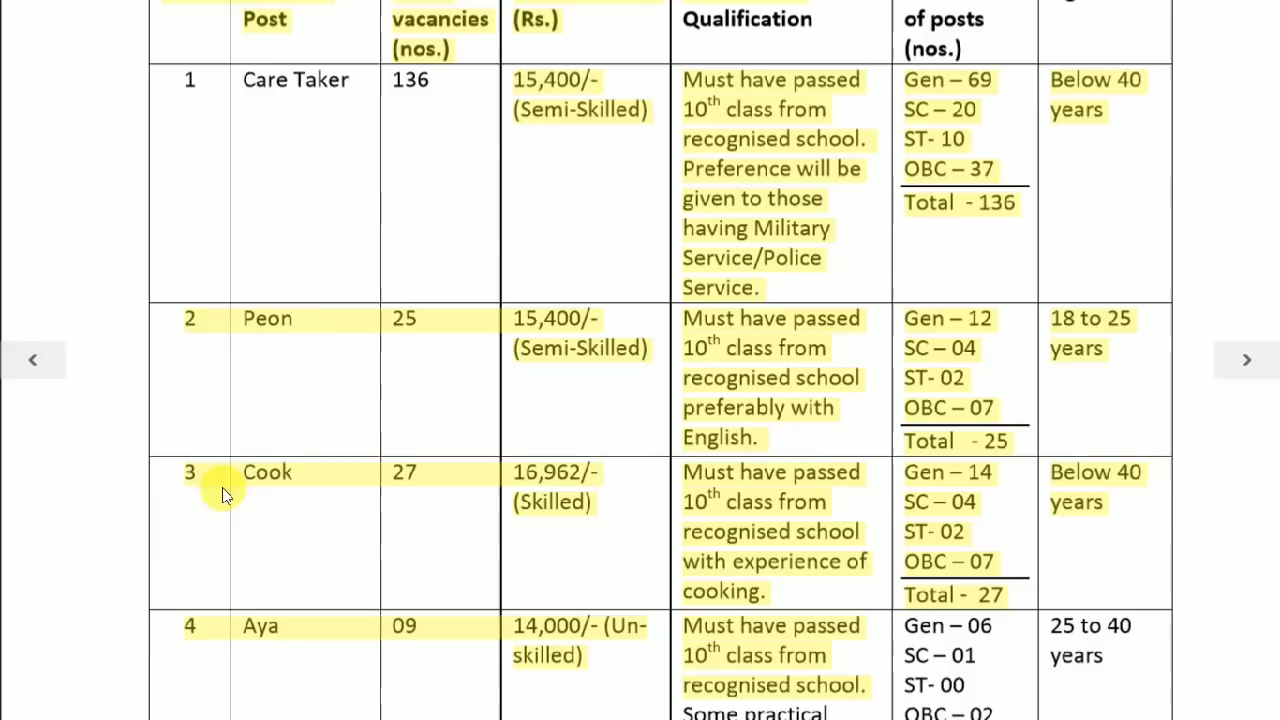 Post vacancies (Rs.) Qualification of posts
(nos.) (nos.)
1 Care Taker 136 15,400/- Must have passed Gen – 69 Below 40
(Semi-Skilled) 10th class from SC – 20 years
recognised school. ST- 10
Preference will be OBC – 37
given to those Total - 136
having Military
Service/Police
Service.
2 Peon 25 15,400/- Must have passed Gen – 12 18 to 25
(Semi-Skilled) 10th class from SC – 04 years
recognised school ST- 02
preferably with OBC – 07
English. Total - 25
3 Cook 27 16,962/- Must have passed Gen – 14 Below 40
(Skilled) 10th class from SC – 04 years
recognised school ST- 02
with experience of OBC – 07
cooking. Total - 27
4 Aya 09 14,000/- (Un- Must have passed Gen – 06 25 to 40
skilled) 10th class from SC – 01 years
recognised school. ST- 00
Some practical OBC – 02